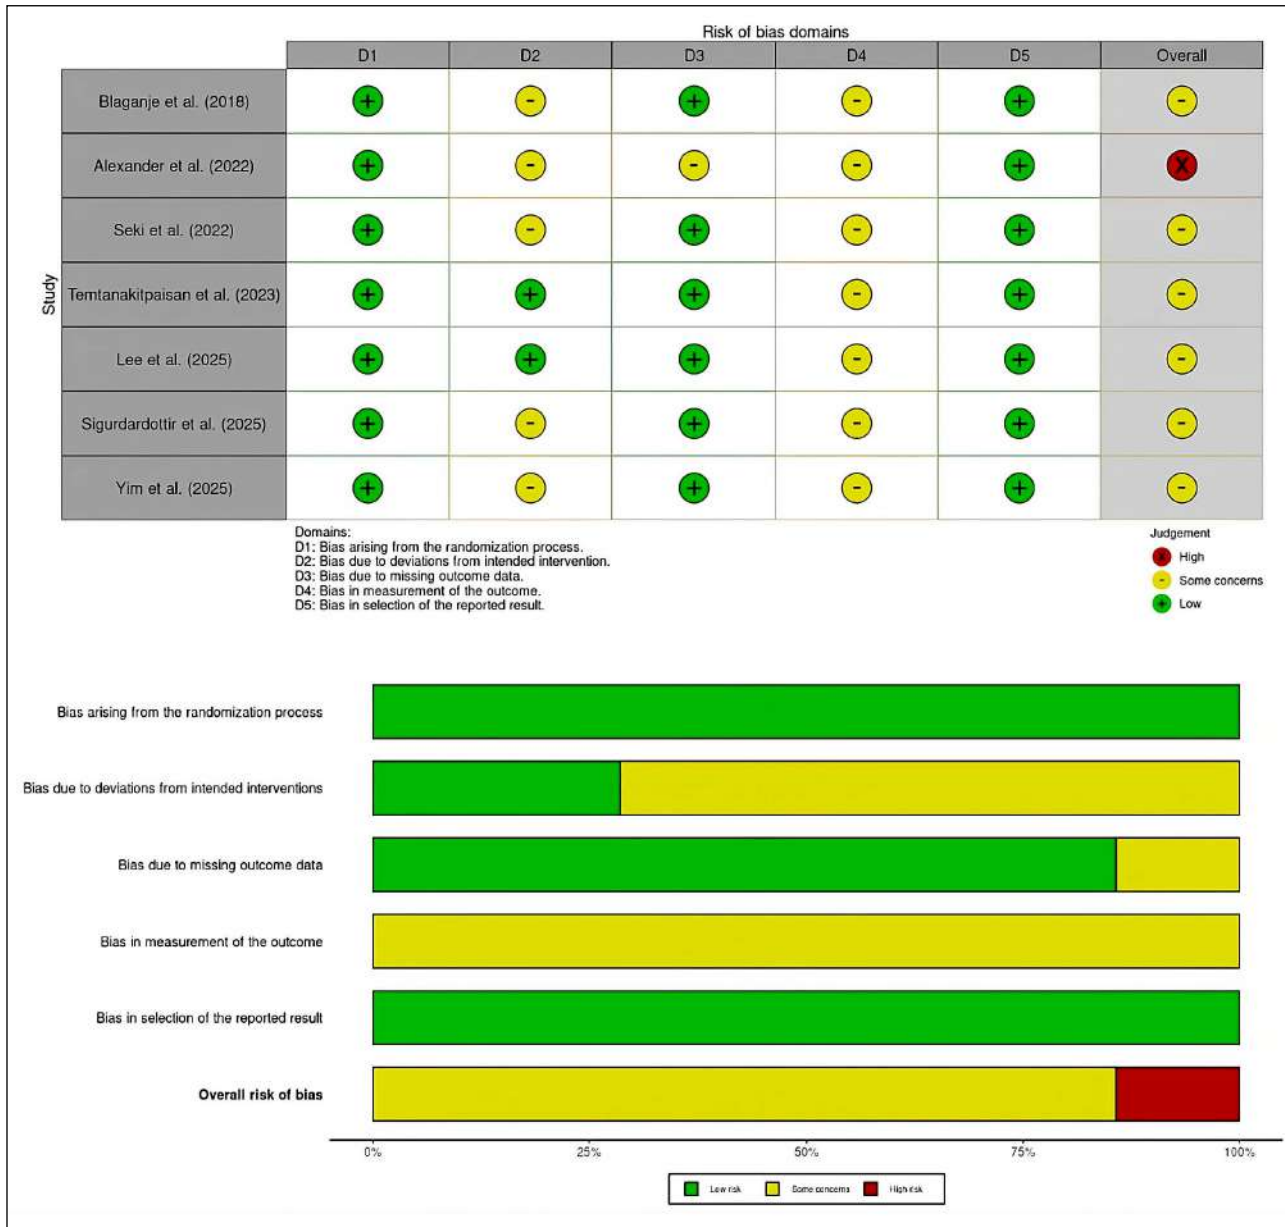 Risk of bias domains
D1 D2 D3 D4 D5 Overall
Study
Blaganje et al. (2018) + - + - + -
Alexander et al. (2022) + - - - + X
Seki et al. (2022) + - + - + -
Temtanakitpaisan et al. (2023) + + + - + -
Lee et al. (2025) + + + - + -
Sigurdardottir et al. (2025) + - + - + -
Yim et al. (2025) + - + - + -
Domains:
D1: Bias arising from the randomization process.
D2: Bias due to deviations from intended intervention.
D3: Bias due to missing outcome data.
D4: Bias in measurement of the outcome.
D5: Bias in selection of the reported result.
Judgement
X High
- Some concerns
+ Low
Bias arising from the randomization process
Bias due to deviations from intended interventions
Bias due to missing outcome data
Bias in measurement of the outcome
Bias in selection of the reported result
Overall risk of bias
0% 25% 50% 75% 100%
Low risk Some concerns High risk